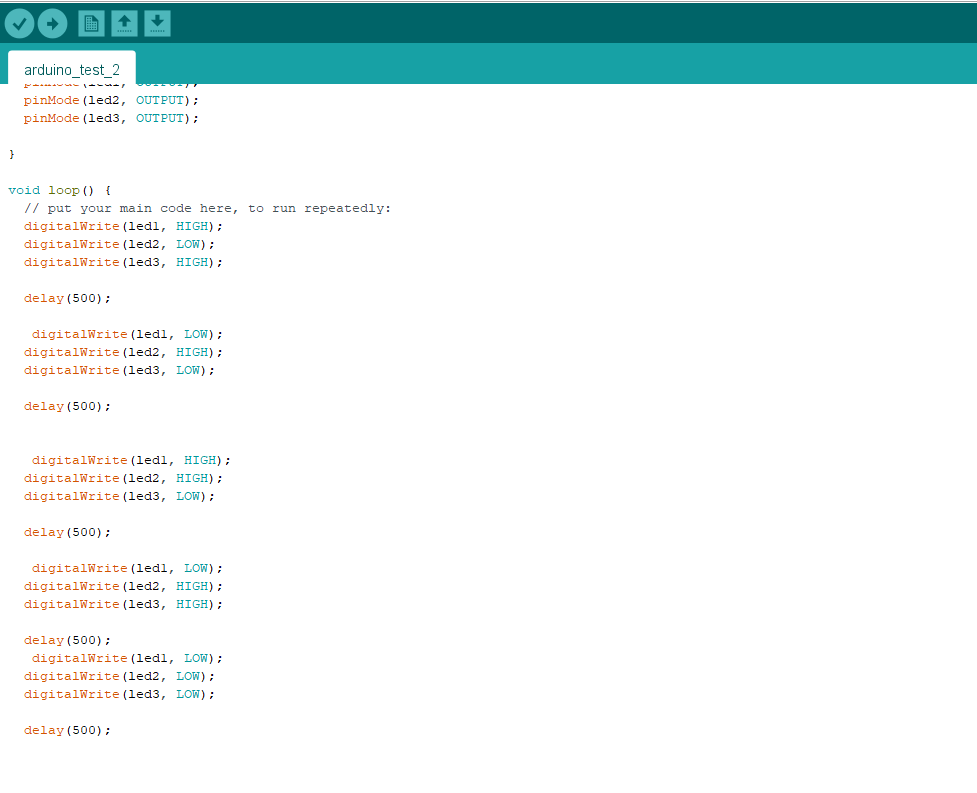 arduino_test_2
pinMode(led1, OUTPUT);
pinMode(led2, OUTPUT);
pinMode(led3, OUTPUT);
}
void loop() {
// put your main code here, to run repeatedly:
digitalWrite(led1, HIGH);
digitalWrite(led2, LOW);
digitalWrite(led3, HIGH);
delay(500);
digitalWrite(led1, LOW);
digitalWrite(led2, HIGH);
digitalWrite(led3, LOW);
delay(500);
digitalWrite(led1, HIGH);
digitalWrite(led2, HIGH);
digitalWrite(led3, LOW);
delay(500);
digitalWrite(led1, LOW);
digitalWrite(led2, HIGH);
digitalWrite(led3, HIGH);
delay(500);
digitalWrite(led1, LOW);
digitalWrite(led2, LOW);
digitalWrite(led3, LOW);
delay(500);